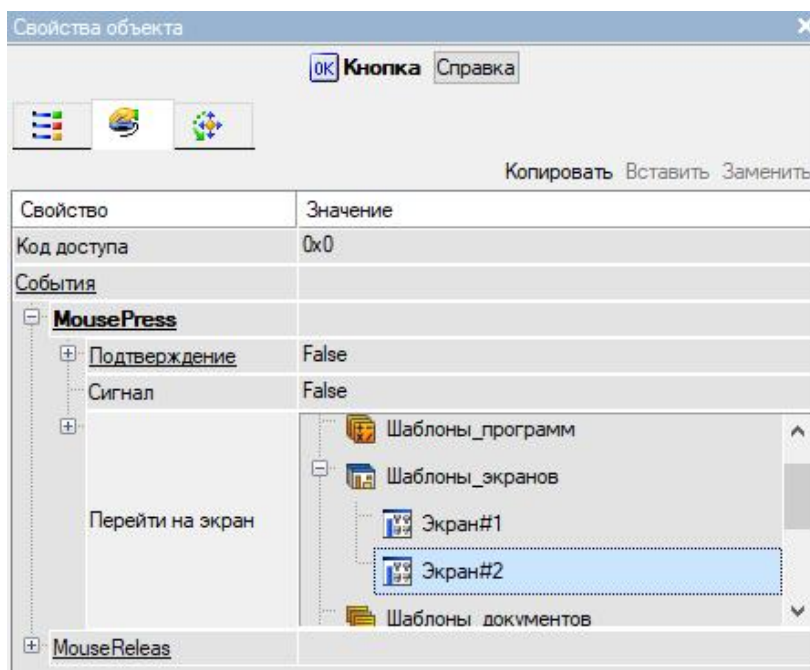 Свойства объекта
OK Кнопка Справка
Копировать Вставить Заменить
Свойство Значение
Код доступа 0x0
События
MousePress
Подтверждение False
Сигнал False
Шаблоны_программ
Шаблоны_экранов
Перейти на экран Экран#1
Экран#2
Шаблоны_документов
MouseReleas